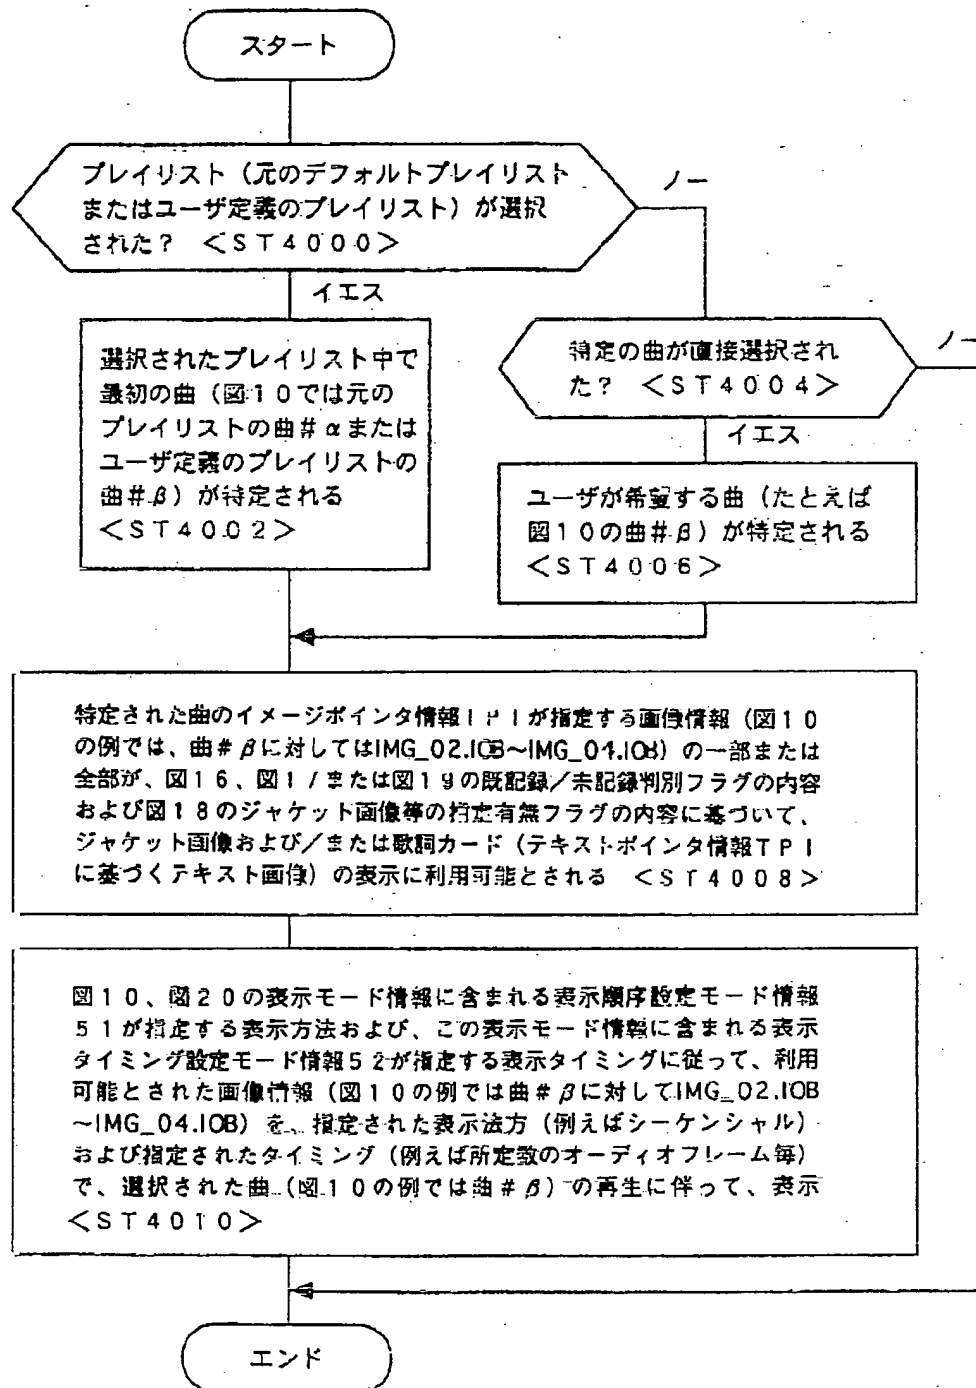 スタート
プレイリスト（元のデフォルトプレイリスト
またはユーザ定義のプレイリスト）が選択
された？ ＜ＳＴ４０００＞
ノー
イエス
選択されたプレイリスト中で
最初の曲（図１０では元の
プレイリストの曲＃αまたは
ユーザ定義のプレイリストの
曲＃β）が特定される
＜ＳＴ４００２＞
特定の曲が直接選択され
た？ ＜ＳＴ４００４＞
ノー
イエス
ユーザが希望する曲（たとえば
図１０の曲＃β）が特定される
＜ＳＴ４００６＞
特定された曲のイメージポインタ情報ＩＰＩが指定する画像情報（図１０
の例では、曲＃βに対してはIMG_02.IOB～IMG_04.IOB）の一部または
全部が、図１６、図１７または図１９の既記録／未記録判別フラグの内容
および図１８のジャケット画像等の指定有無フラグの内容に基づいて、
ジャケット画像および／または歌詞カード（テキストポインタ情報ＴＰＩ
に基づくテキスト画像）の表示に利用可能とされる ＜ＳＴ４００８＞
図１０、図２０の表示モード情報に含まれる表示順序設定モード情報
５１が指定する表示方法および、この表示モード情報に含まれる表示
タイミング設定モード情報５２が指定する表示タイミングに従って、利用
可能とされた画像情報（図１０の例では曲＃βに対してIMG_02.IOB
～IMG_04.IOB）を、指定された表示法方（例えばシーケンシャル）
および指定されたタイミング（例えば所定数のオーディオフレーム毎）
で、選択された曲（図１０の例では曲＃β）の再生に伴って、表示
＜ＳＴ４０１０＞
エンド